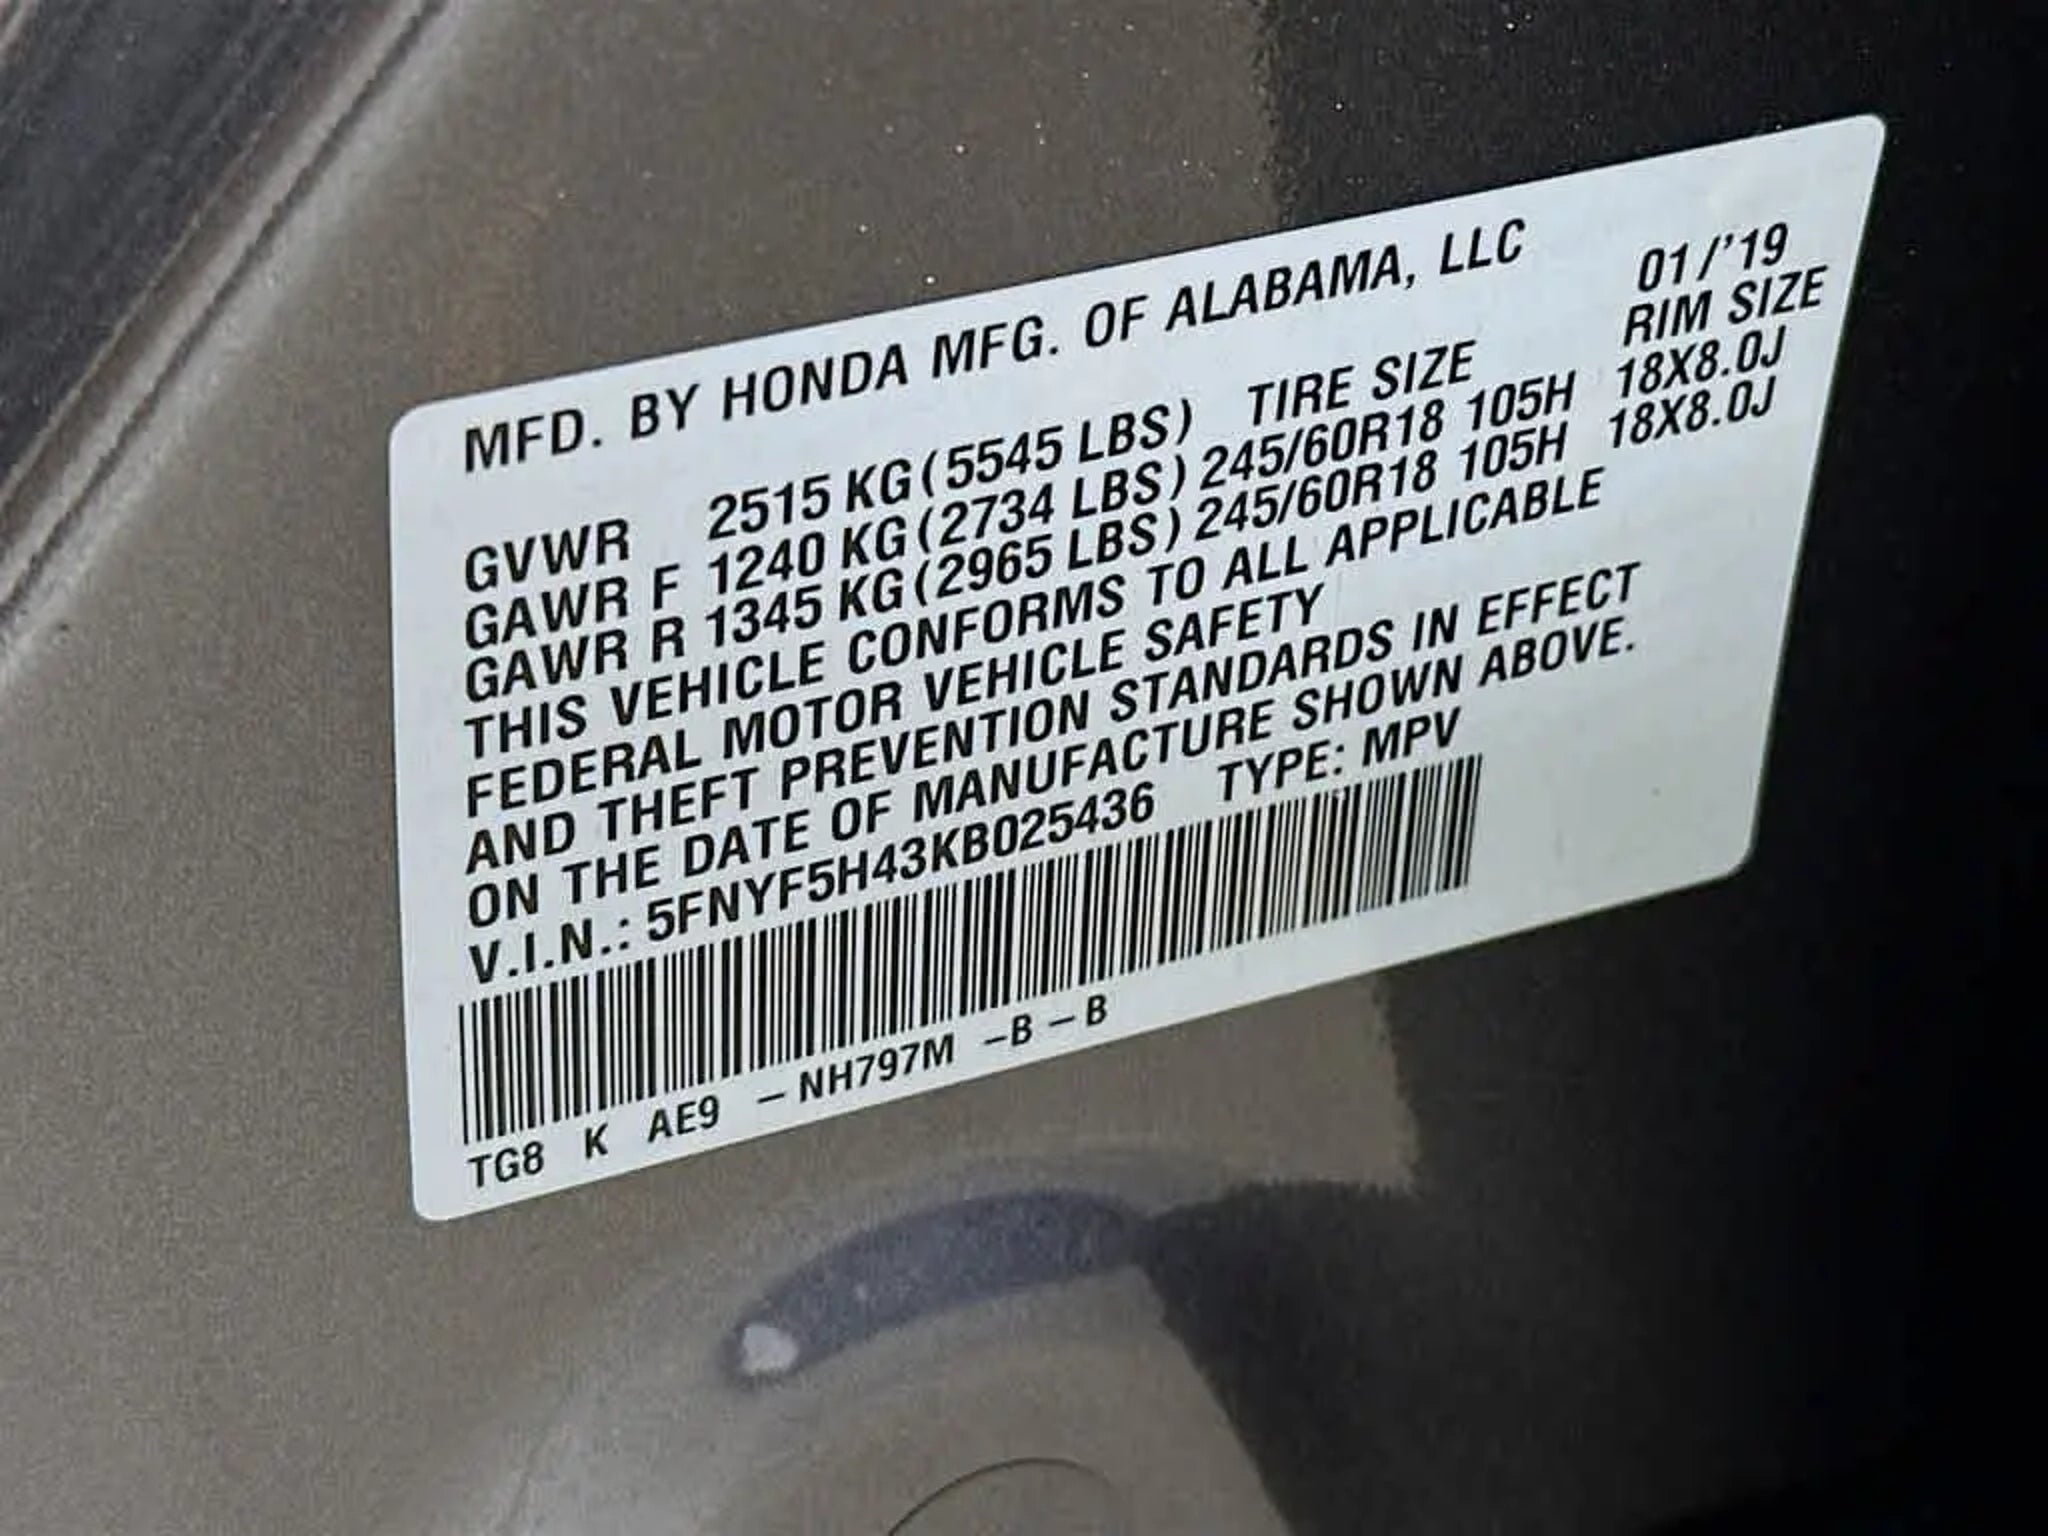 MFD. BY HONDA MFG. OF ALABAMA, LLC 01/'19
TIRE SIZE RIM SIZE
GVWR 2515 KG(5545 LBS)
GAWR F 1240 KG(2734 LBS) 245/60R18 105H 18X8.0J
GAWR R 1345 KG(2965 LBS) 245/60R18 105H 18X8.0J
THIS VEHICLE CONFORMS TO ALL APPLICABLE
FEDERAL MOTOR VEHICLE SAFETY
AND THEFT PREVENTION STANDARDS IN EFFECT
ON THE DATE OF MANUFACTURE SHOWN ABOVE.
V.I.N.: 5FNYF5H43KB025436 TYPE: MPV
TG8 K AE9 –NH797M –B –B